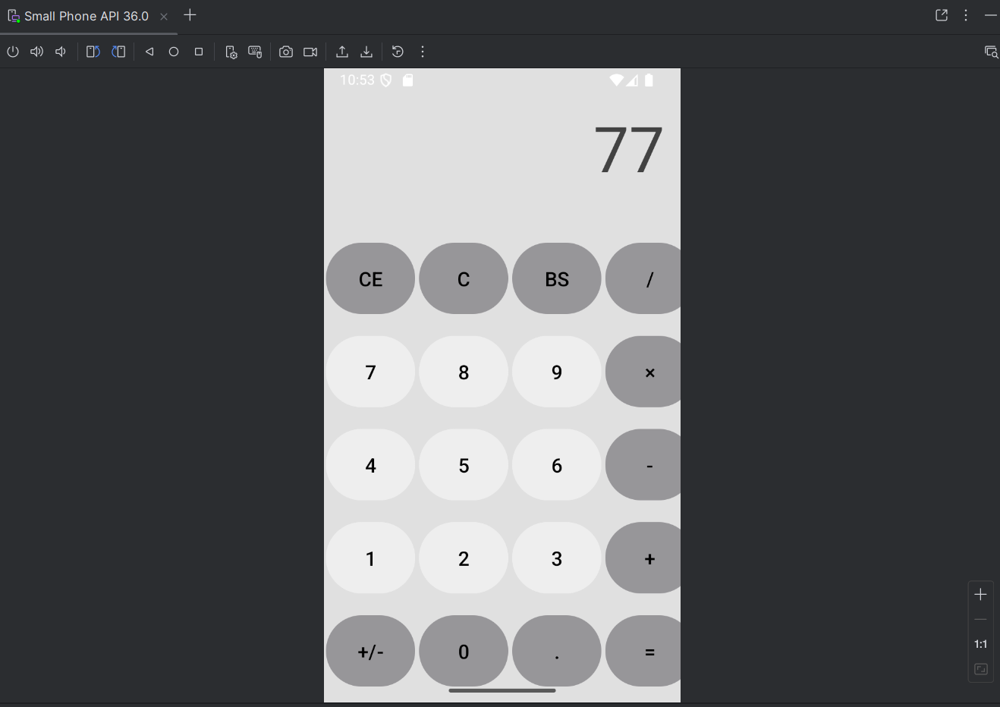 Small Phone API 36.0
10:53
77
CE C BS /
7 8 9 ×
4 5 6 -
1 2 3 +
+/- 0 . =
1:1